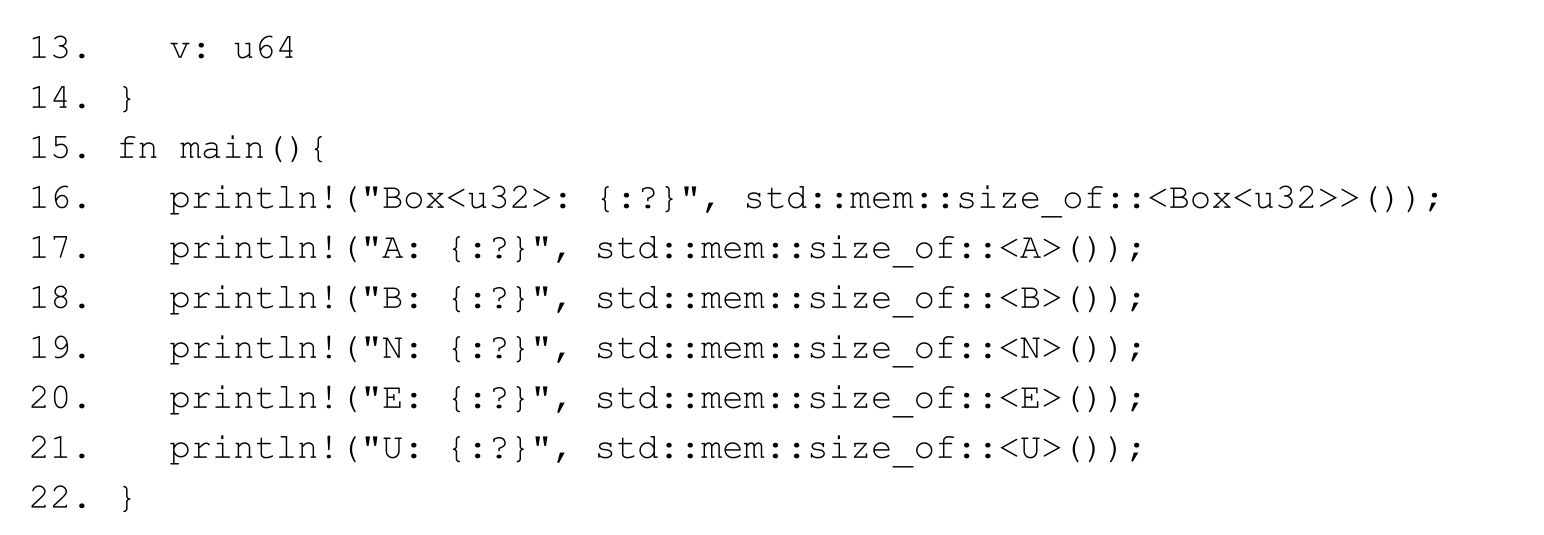 13.   v: u64
14. }
15. fn main(){
16.   println!("Box<u32>: {:?}", std::mem::size_of::<Box<u32>>());
17.   println!("A: {:?}", std::mem::size_of::<A>());
18.   println!("B: {:?}", std::mem::size_of::<B>());
19.   println!("N: {:?}", std::mem::size_of::<N>());
20.   println!("E: {:?}", std::mem::size_of::<E>());
21.   println!("U: {:?}", std::mem::size_of::<U>());
22. }